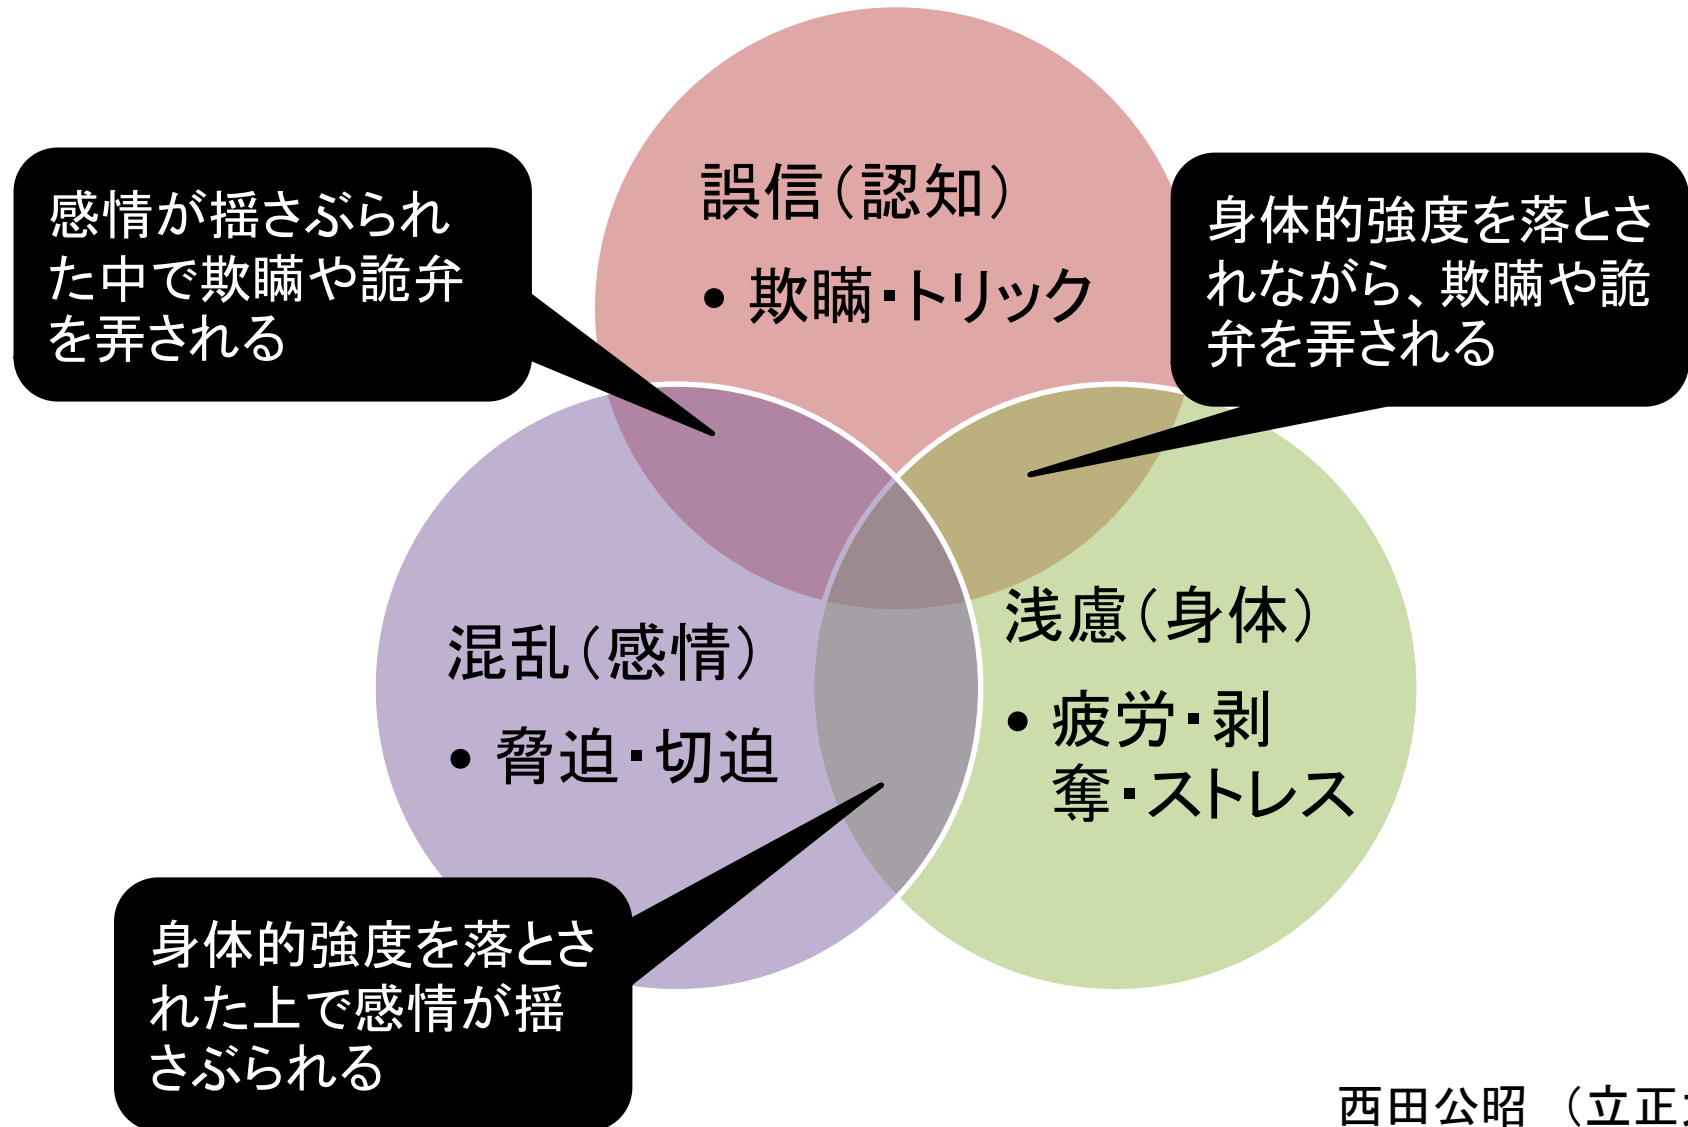 誤信（認知）
• 欺瞞・トリック
感情が揺さぶられ
た中で欺瞞や詭弁
を弄される
身体的強度を落とさ
れながら、欺瞞や詭
弁を弄される
混乱（感情）
• 脅迫・切迫
浅慮（身体）
• 疲労・剥
奪・ストレス
身体的強度を落とさ
れた上で感情が揺
さぶられる
西田公昭 （立正